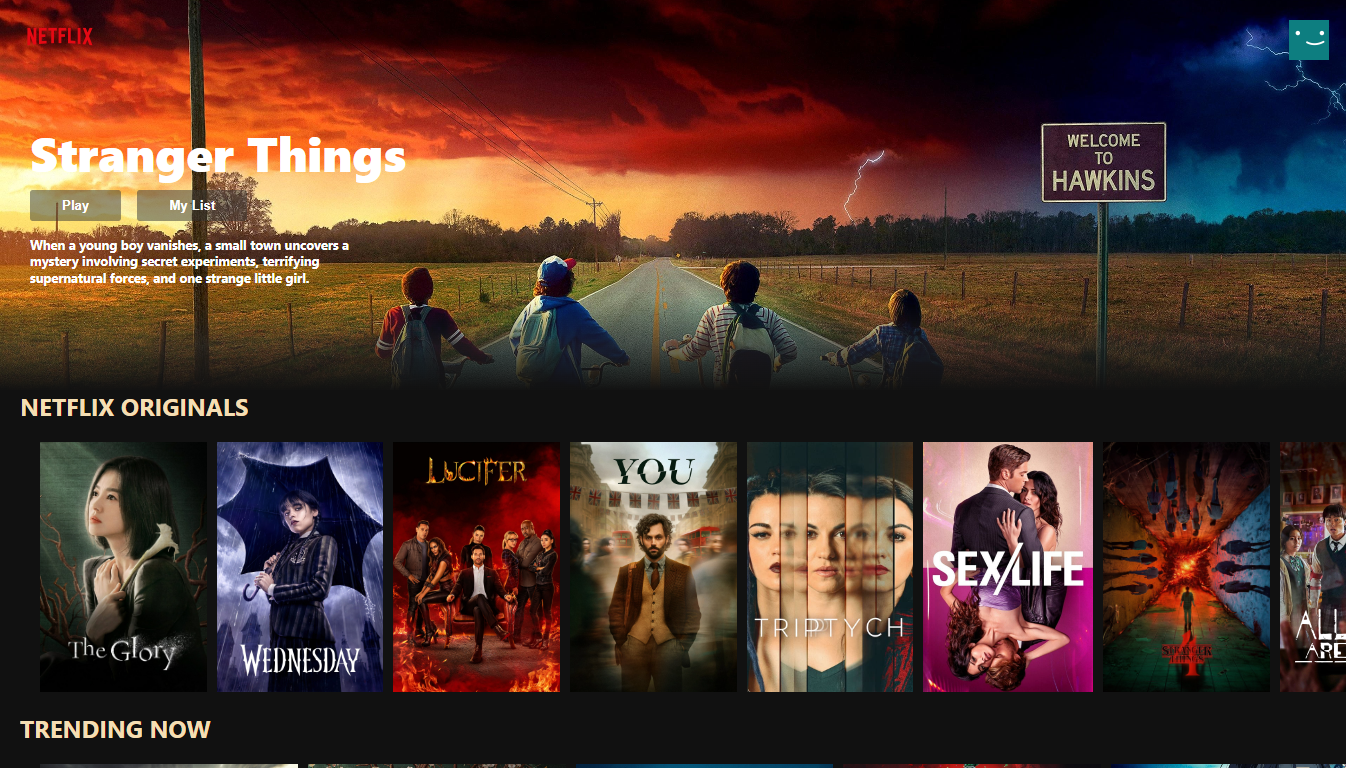 NETFLIX
WELCOME
TO
HAWKINS
Stranger Things
Play
My List
When a young boy vanishes, a small town uncovers a
mystery involving secret experiments, terrifying
supernatural forces, and one strange little girl.
NETFLIX ORIGINALS
The Glory
WEDNESDAY
LUCIFER
YOU
TRIPTYCH
SEX/LIFE
STRANGER
THINGS
4
ALL
ARE
TRENDING NOW